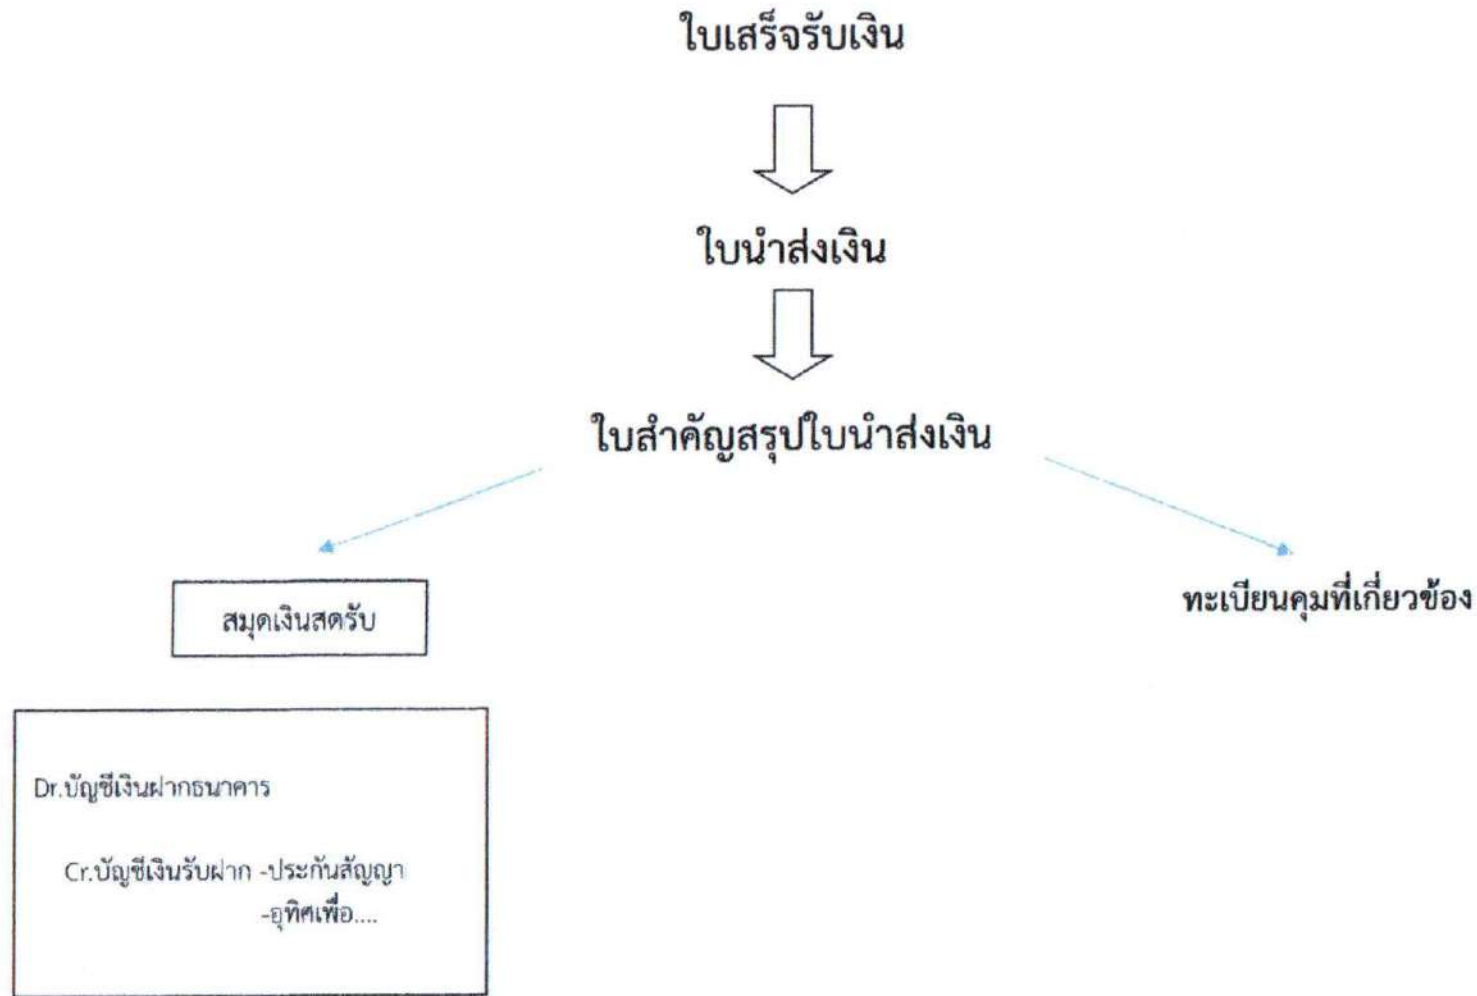 ใบเสร็จรับเงิน
ใบนำส่งเงิน
ใบสำคัญสรุปใบนำส่งเงิน
สมุดเงินสดรับ
ทะเบียนคุมที่เกี่ยวข้อง
Dr.บัญชีเงินฝากธนาคาร
Cr.บัญชีเงินรับฝาก -ประกันสัญญา
-อุทิศเพื่อ....